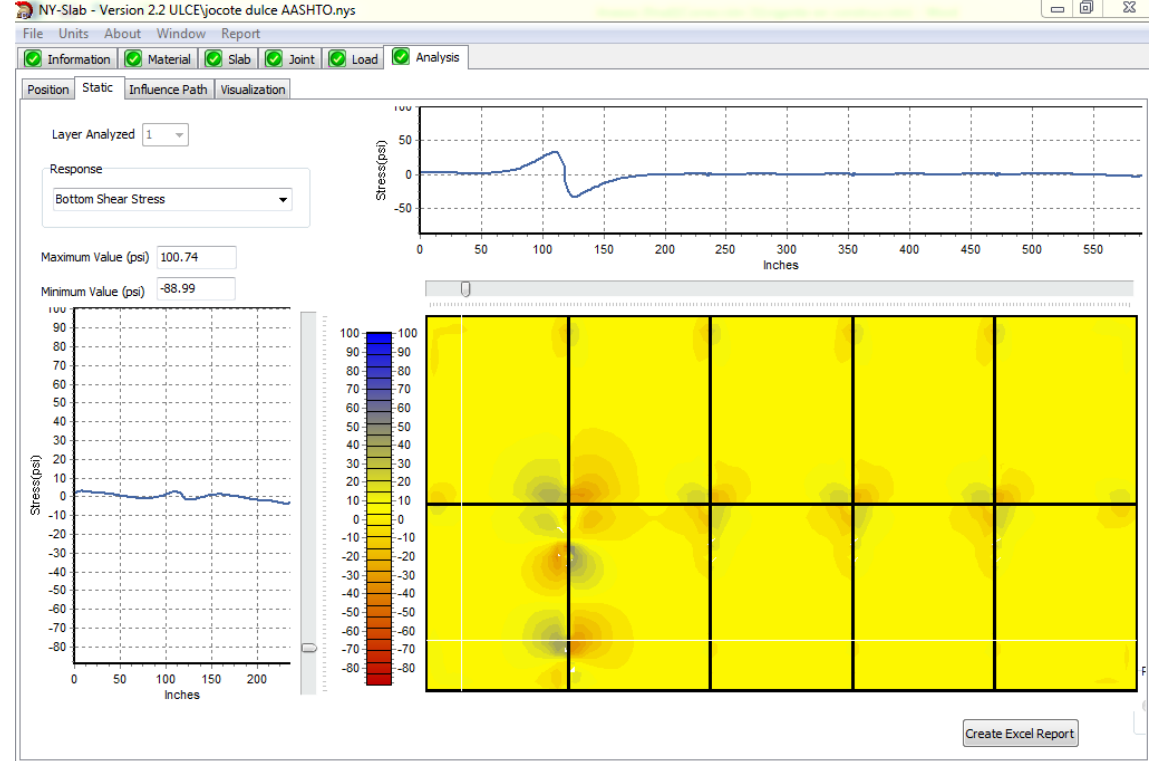 NY-Slab - Version 2.2 ULCE\jocote dulce AASHTO.nys
File Units About Window Report
Information Material Slab Joint Load Analysis
Position Static Influence Path Visualization
Layer Analyzed 1
Response
Bottom Shear Stress
Maximum Value (psi) 100.74
Minimum Value (psi) -88.99
100
50
0
-50
Stress(psi)
0 50 100 150 200 250 300 350 400 450 500 550
Inches
100
90
80
70
60
50
40
30
20
10
0
-10
-20
-30
-40
-50
-60
-70
-80
Stress(psi)
0 50 100 150 200
Inches
100 100
90 90
80 80
70 70
60 60
50 50
40 40
30 30
20 20
10 10
0 0
-10 -10
-20 -20
-30 -30
-40 -40
-50 -50
-60 -60
-70 -70
-80 -80
Create Excel Report